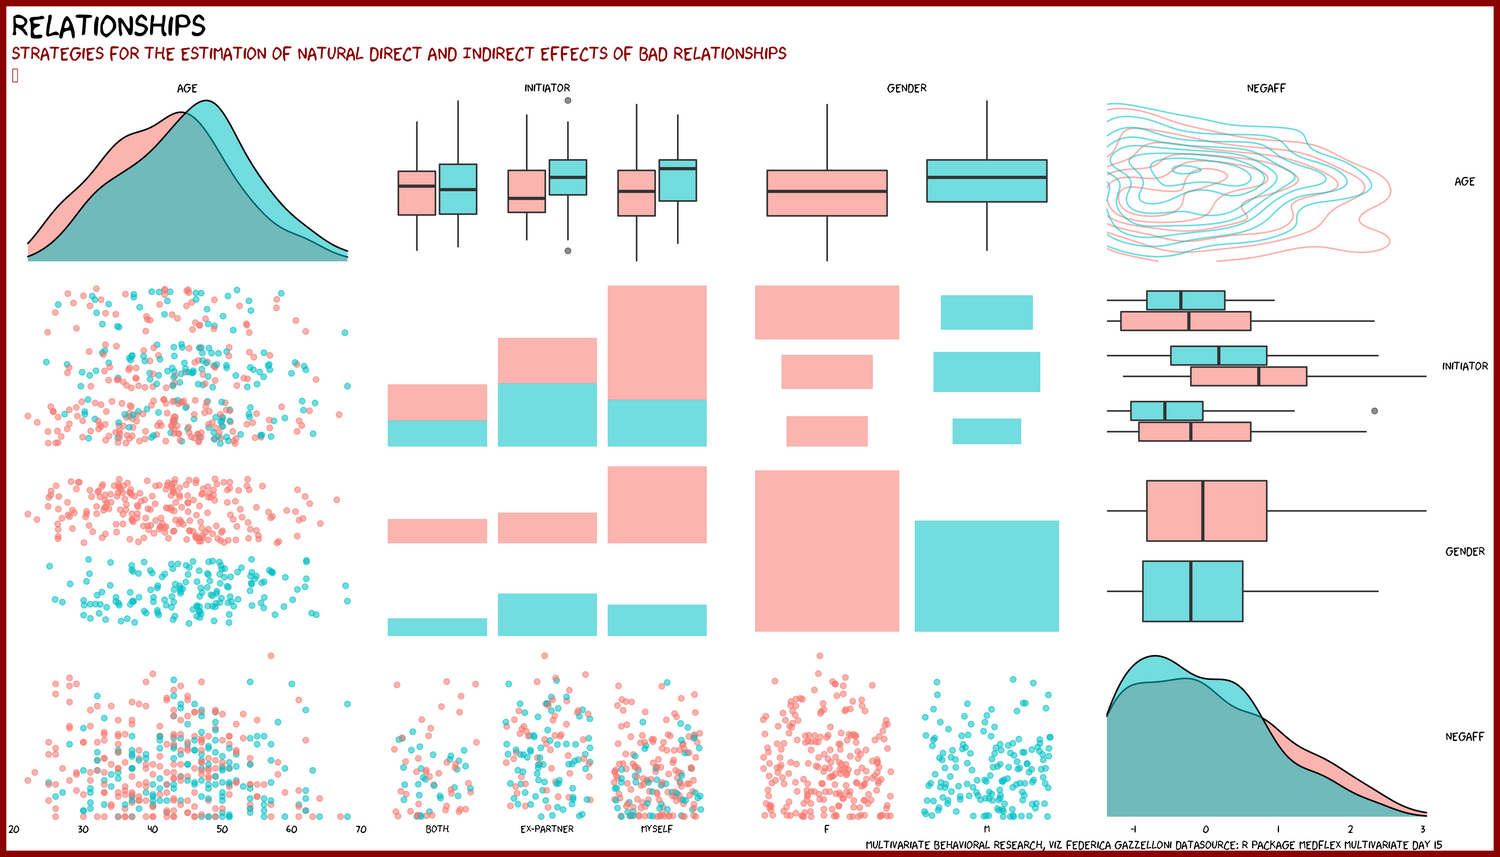 RELATIONSHIPS
STRATEGIES FOR THE ESTIMATION OF NATURAL DIRECT AND INDIRECT EFFECTS OF BAD RELATIONSHIPS
AGE INITIATOR GENDER NEGAFF
AGE
INITIATOR
GENDER
NEGAFF
20 30 40 50 60 70 BOTH EX-PARTNER MYSELF F M -1 0 1 2 3
MULTIVARIATE BEHAVIORAL RESEARCH, VIZ FEDERICA GAZZELLONI DATASOURCE: R PACKAGE MEDFLEX MULTIVARIATE DAY 15